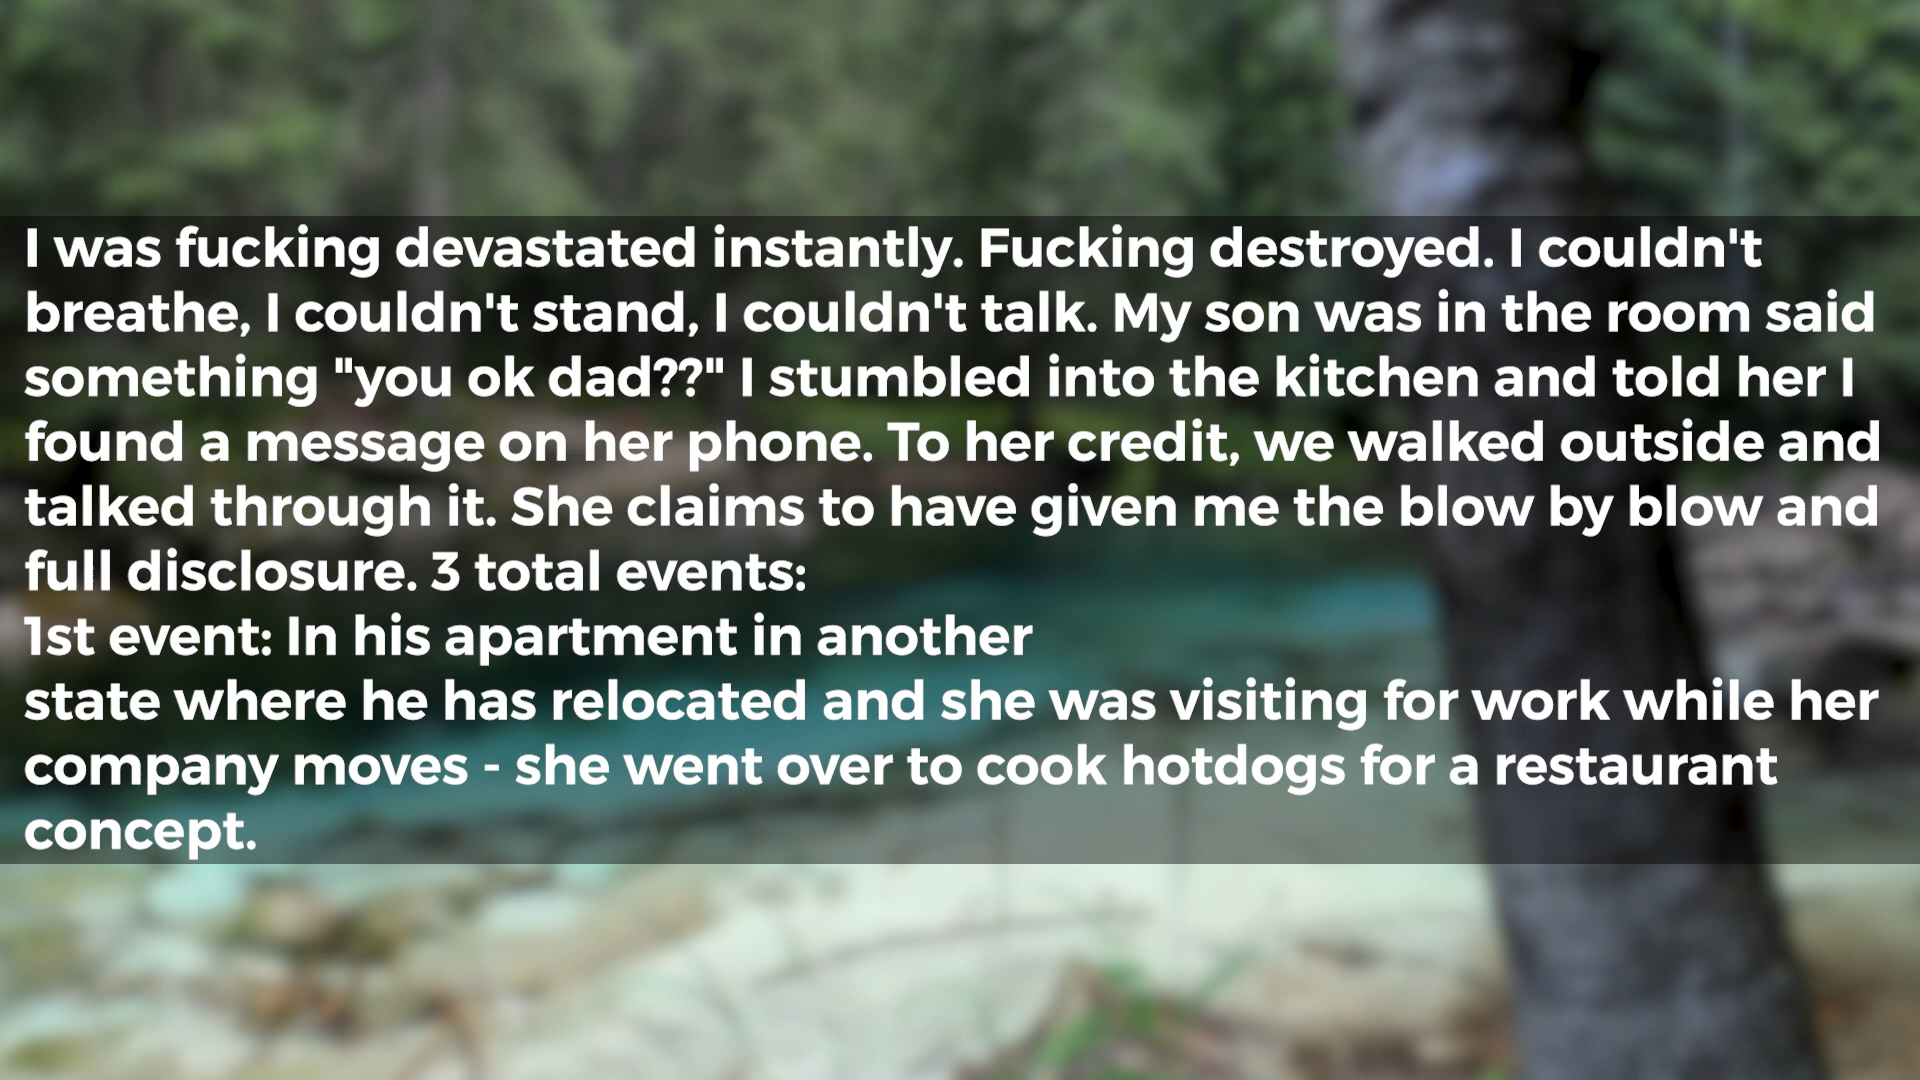 I was fucking devastated instantly. Fucking destroyed. I couldn't
breathe, I couldn't stand, I couldn't talk. My son was in the room said
something "you ok dad??" I stumbled into the kitchen and told her I
found a message on her phone. To her credit, we walked outside and
talked through it. She claims to have given me the blow by blow and
full disclosure. 3 total events:
1st event: In his apartment in another
state where he has relocated and she was visiting for work while her
company moves - she went over to cook hotdogs for a restaurant
concept.